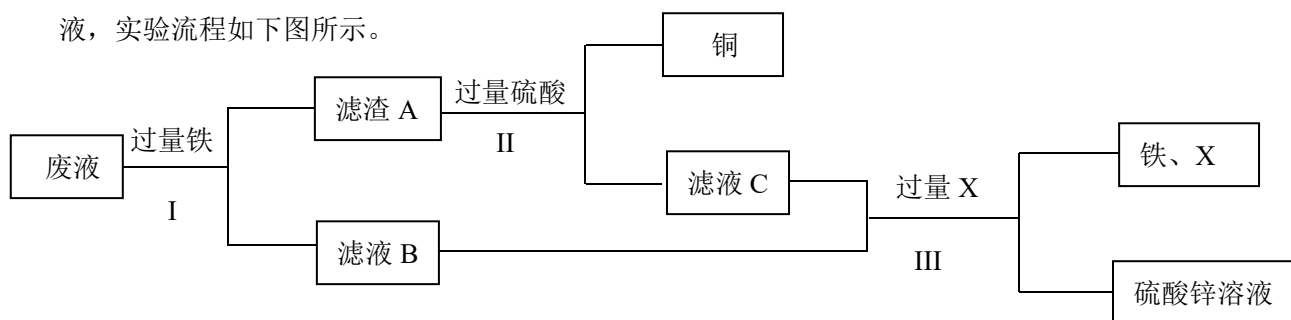 液，实验流程如下图所示。
铜
滤渣 A
过量硫酸
II
废液
过量铁
I
滤液 C
过量 X
III
铁、X
滤液 B
硫酸锌溶液